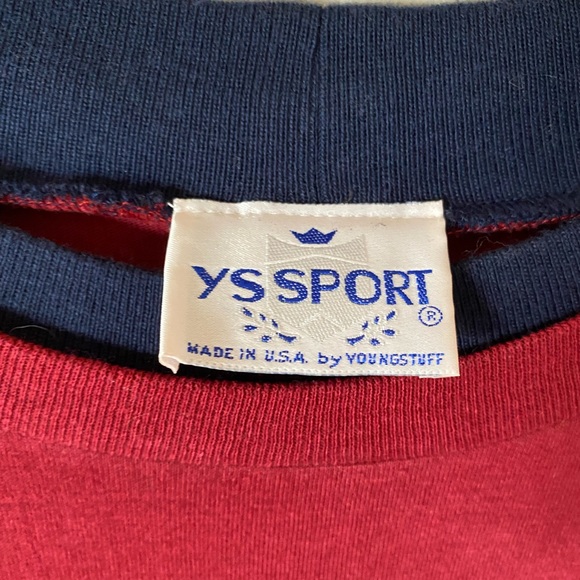 YS SPORT
®
MADE IN U.S.A. by YOUNGSTUFF